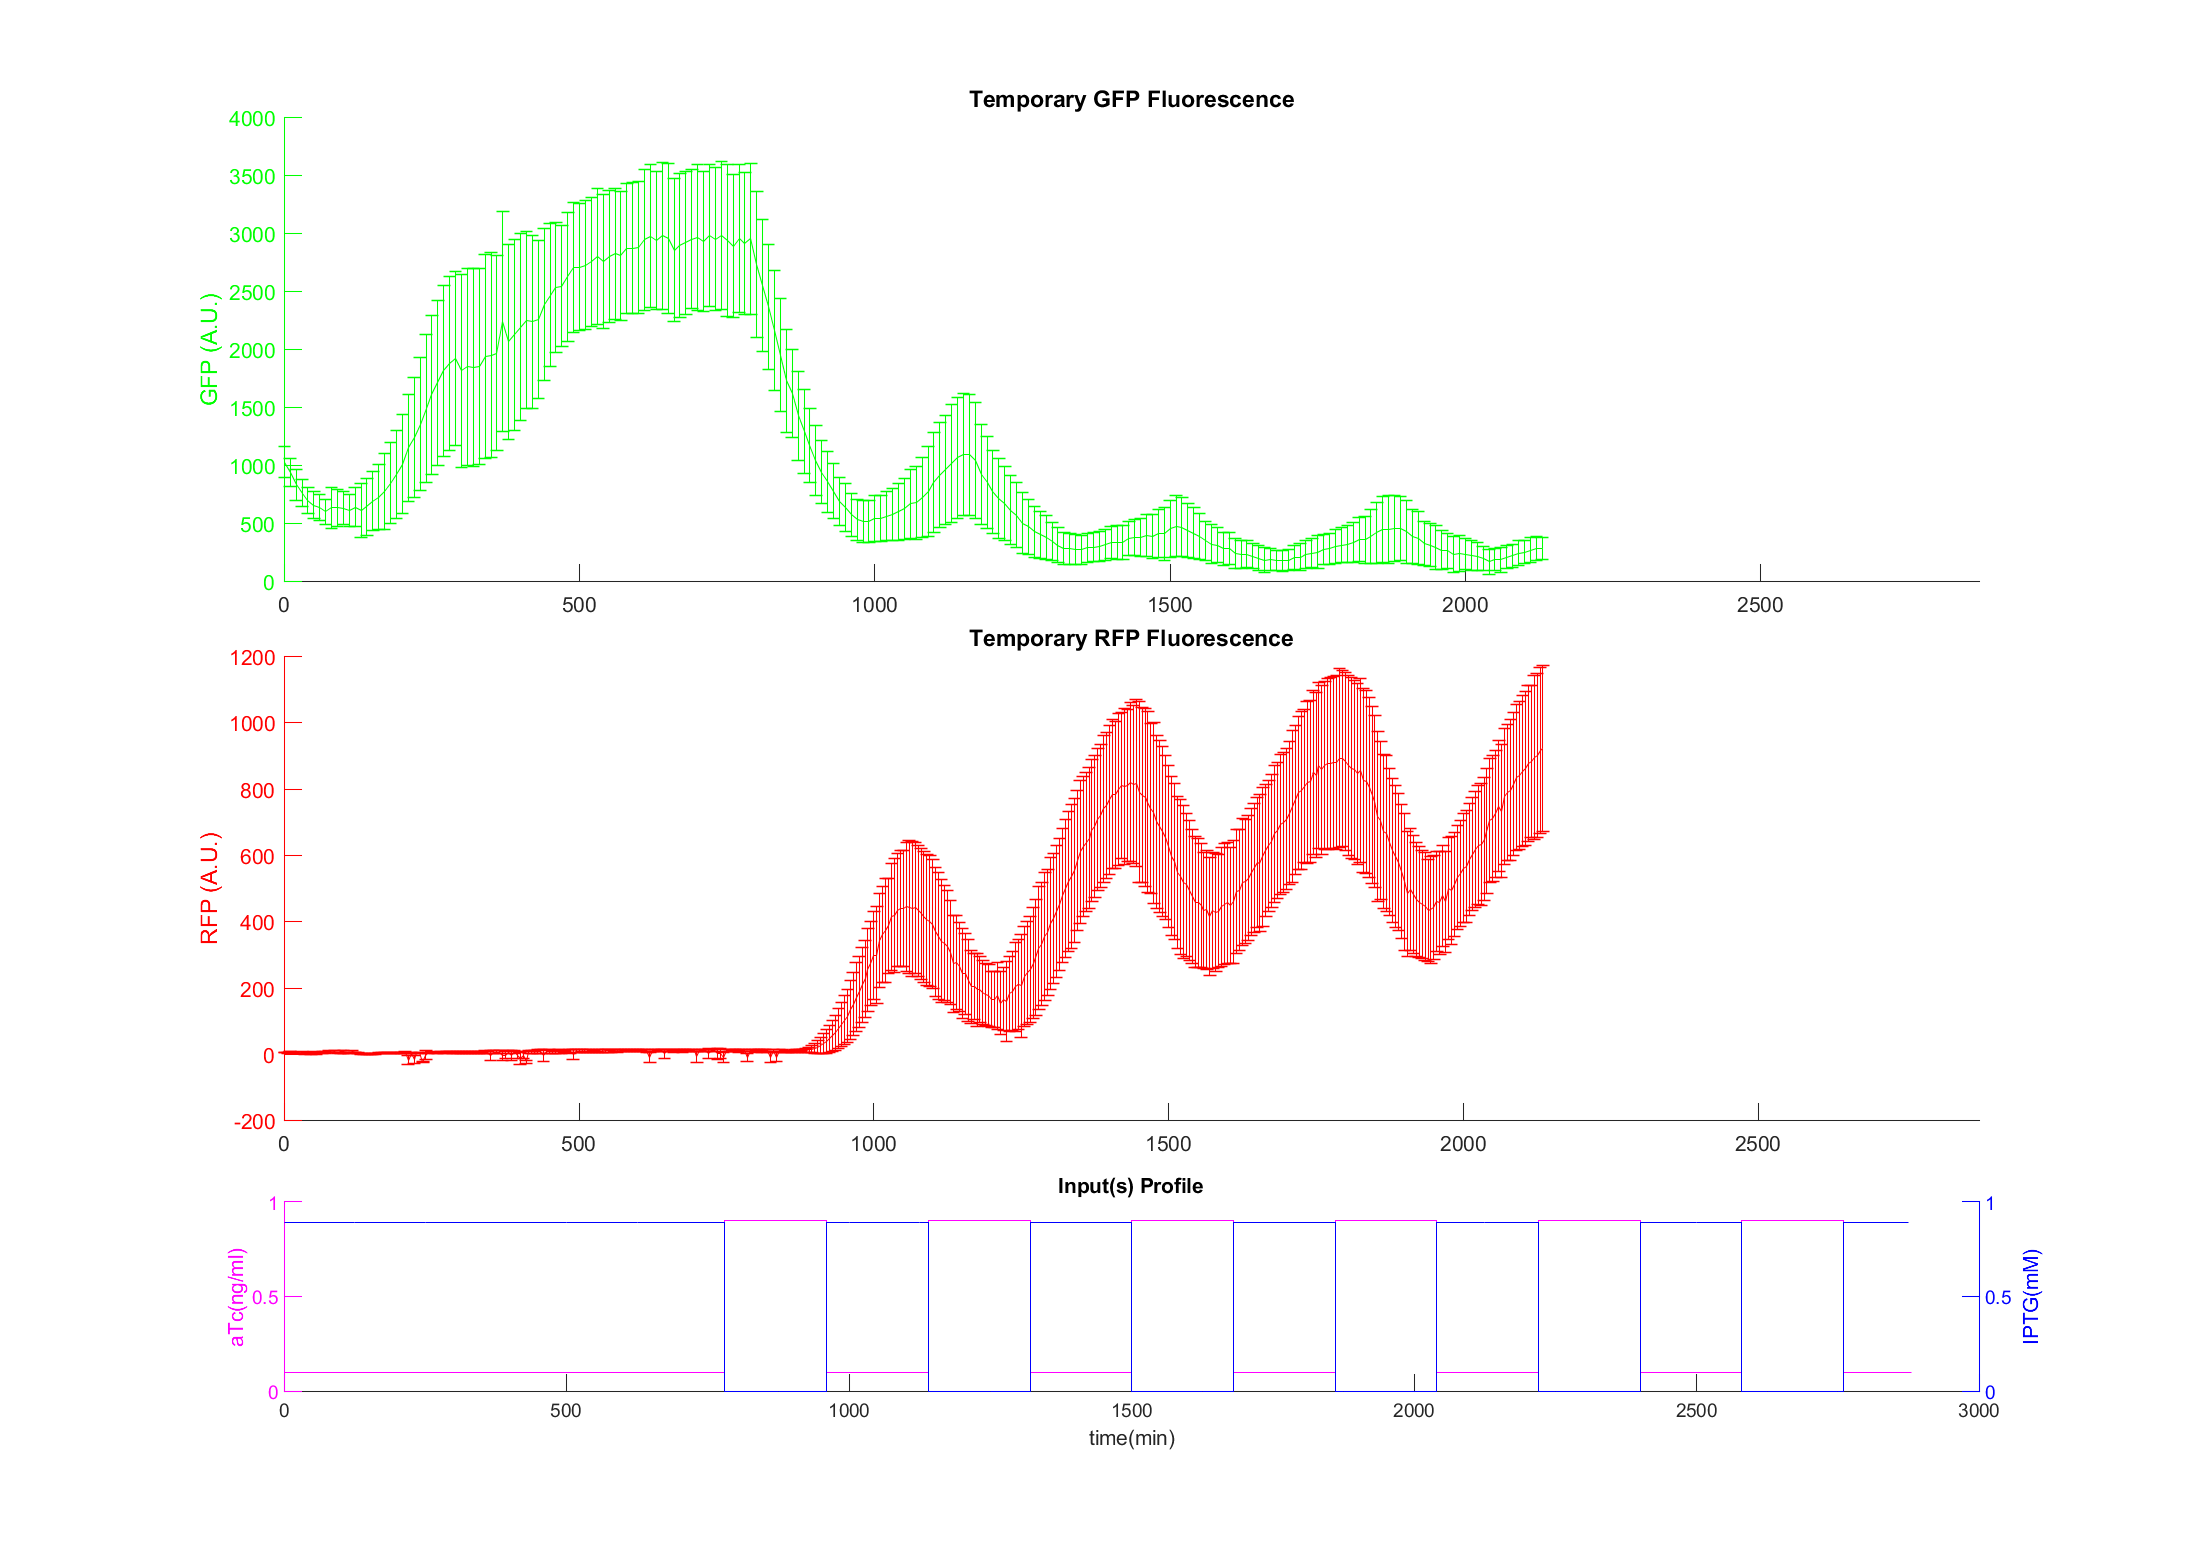 Temporary GFP Fluorescence
4000
3500
3000
2500
2000
1500
1000
500
0
GFP (A.U.)
0 500 1000 1500 2000 2500
Temporary RFP Fluorescence
1200
1000
800
600
400
200
0
-200
RFP (A.U.)
0 500 1000 1500 2000 2500
Input(s) Profile
1
0.5
0
aTc(ng/ml)
1
0.5
0
IPTG(mM)
0 500 1000 1500 2000 2500 3000
time(min)